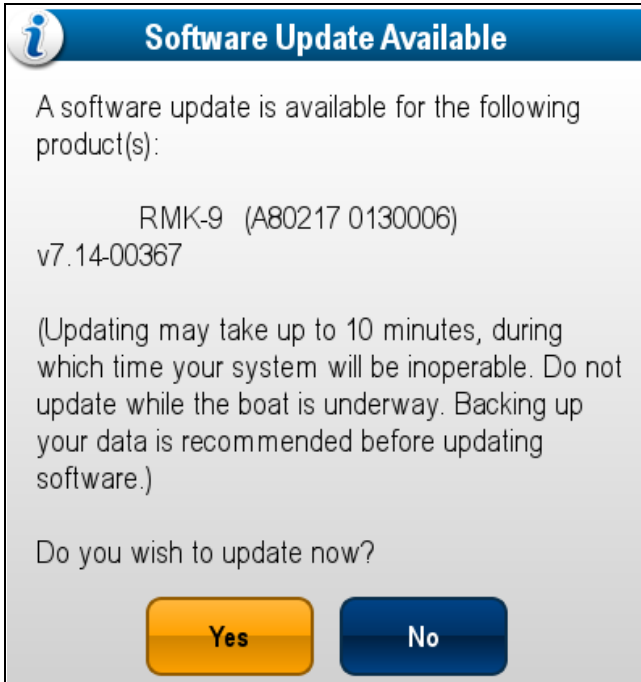 Software Update Available
A software update is available for the following
product(s):
RMK-9 (A80217 0130006)
v7.14-00367
(Updating may take up to 10 minutes, during
which time your system will be inoperable. Do not
update while the boat is underway. Backing up
your data is recommended before updating
software.)
Do you wish to update now?
Yes
No